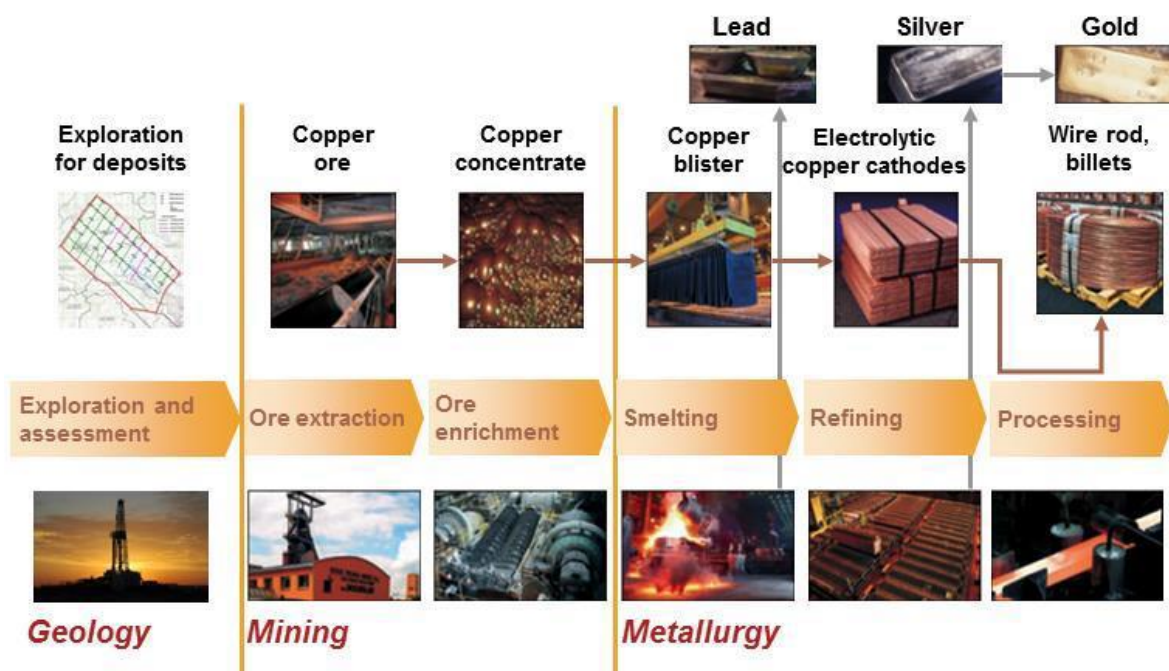 Lead
Silver
Gold
Exploration
for deposits
Copper
ore
Copper
concentrate
Copper
blister
Electrolytic
copper cathodes
Wire rod,
billets
Exploration and
assessment
Ore extraction
Ore
enrichment
Smelting
Refining
Processing
Geology
Mining
Metallurgy